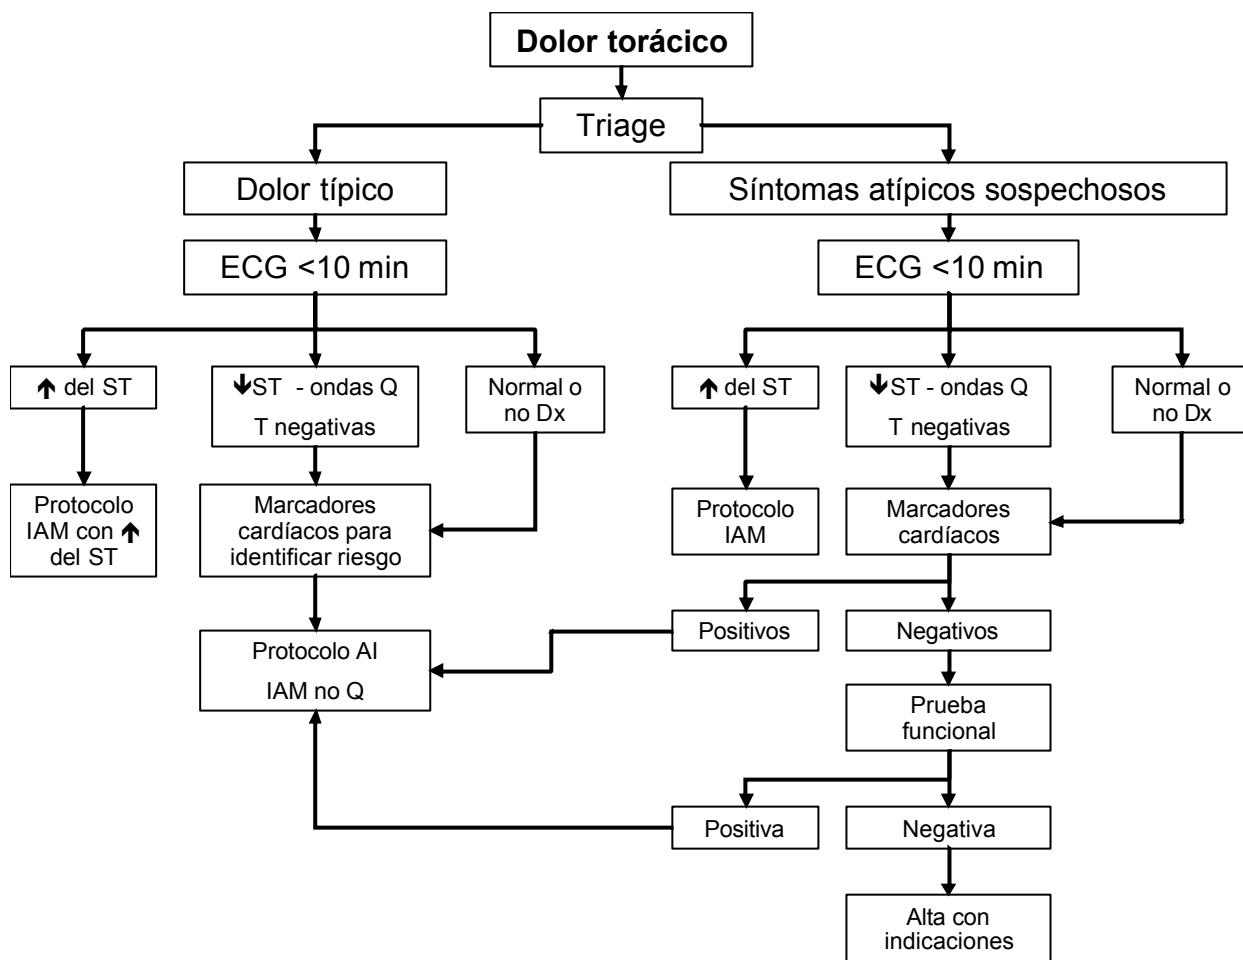 Dolor torácico
Triage
Dolor típico
Síntomas atípicos sospechosos
ECG <10 min
ECG <10 min
↑ del ST
↓ST - ondas Q
T negativas
Normal o
no Dx
↑ del ST
↓ST - ondas Q
T negativas
Normal o
no Dx
Protocolo
IAM con ↑
del ST
Marcadores
cardíacos para
identificar riesgo
Protocolo
IAM
Marcadores
cardíacos
Positivos
Negativos
Protocolo AI
IAM no Q
Prueba
funcional
Positiva
Negativa
Alta con
indicaciones